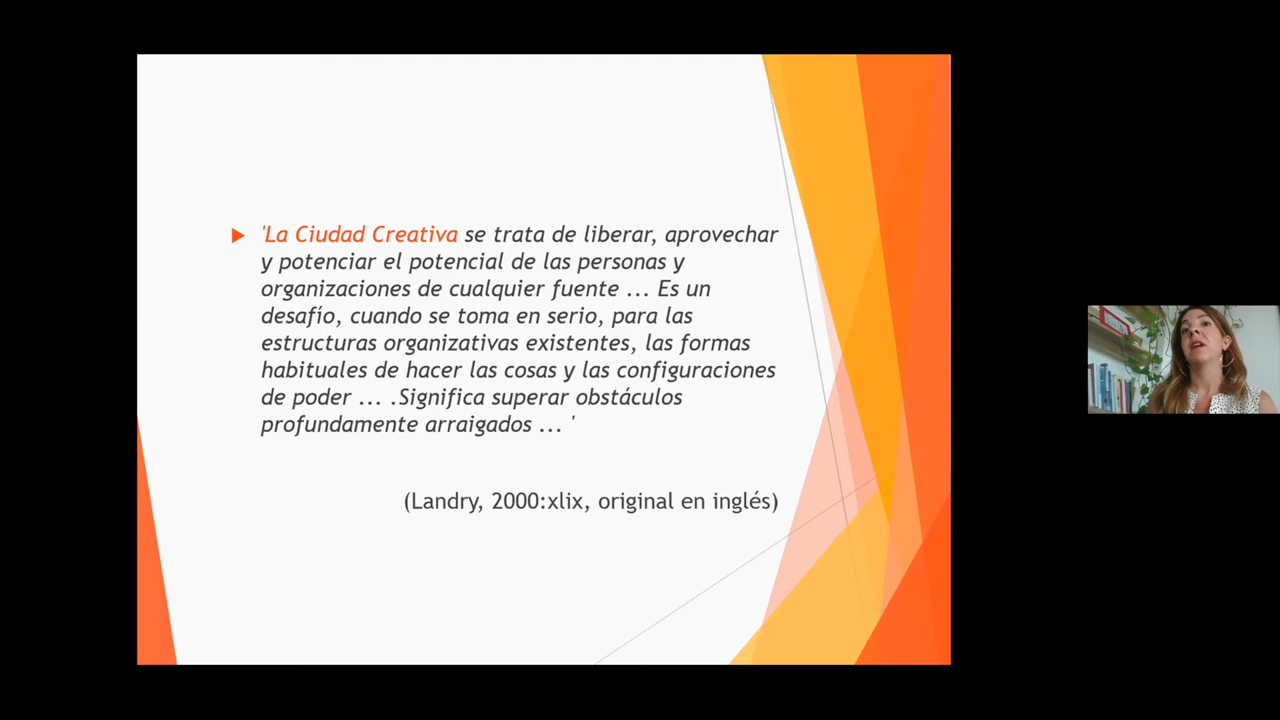 'La Ciudad Creativa se trata de liberar, aprovechar
y potenciar el potencial de las personas y
organizaciones de cualquier fuente ... Es un
desafío, cuando se toma en serio, para las
estructuras organizativas existentes, las formas
habituales de hacer las cosas y las configuraciones
de poder ... .Significa superar obstáculos
profundamente arraigados ... '
(Landry, 2000:xlix, original en inglés)